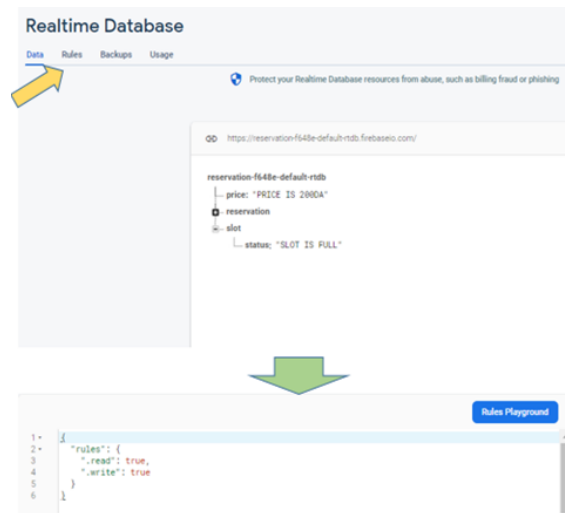 Realtime Database
Data Rules Backups Usage
Protect your Realtime Database resources from abuse, such as billing fraud or phishing
https://reservation-f648e-default-rtdb.firebaseio.com/
reservation-f648e-default-rtdb
price: "PRICE IS 200DA"
reservation
slot
status: "SLOT IS FULL"
Rules Playground
1 {
2 "rules": {
3 ".read": true,
4 ".write": true
5 }
6 }